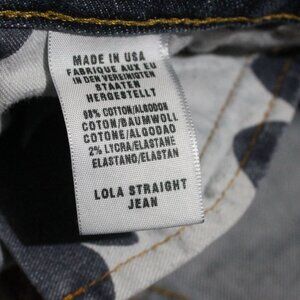 MADE IN USA
FABRIQUE AUX EU
IN DER VEREINIGTEN
STAATEN
HERGESTELLT
98% COTTON/ALGODON
COTON/BAUMWOLL
COTONE/ALGODAO
2% LYCRA/ELASTANE
ELASTANO/ELASTAN
LOLA STRAIGHT
JEAN